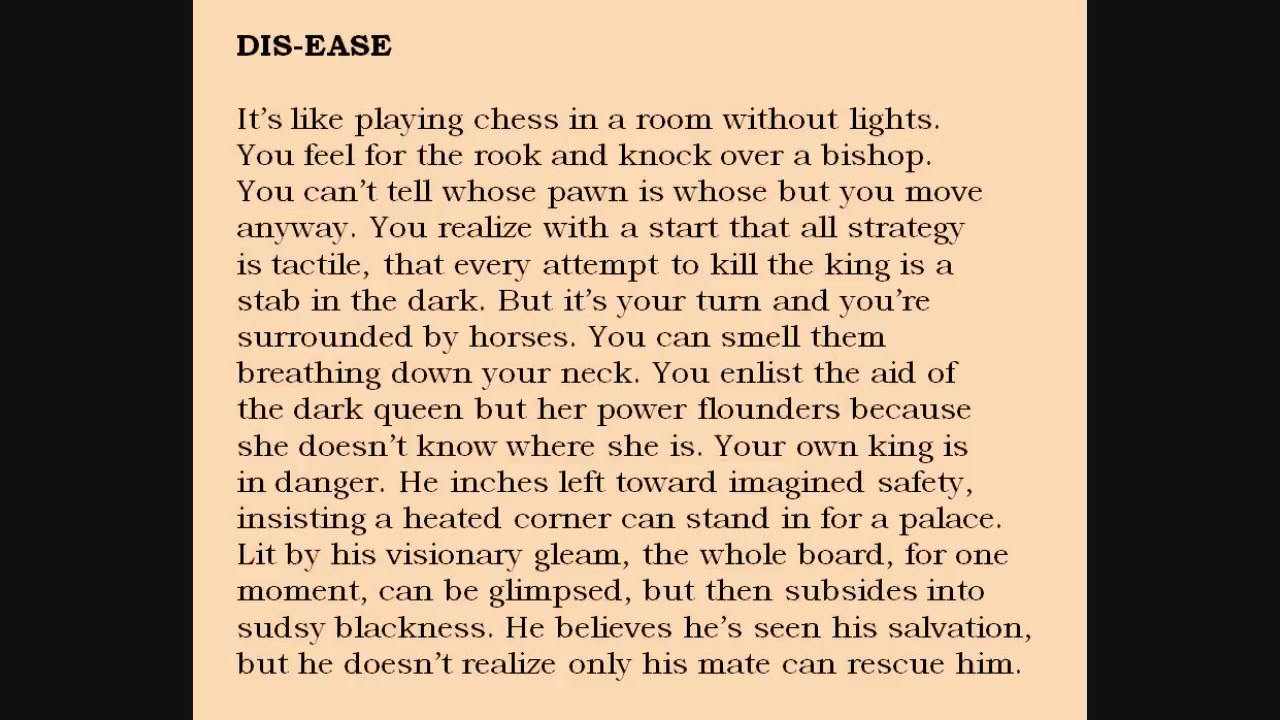 DIS-EASE
It's like playing chess in a room without lights.
You feel for the rook and knock over a bishop.
You can't tell whose pawn is whose but you move
anyway. You realize with a start that all strategy
is tactile, that every attempt to kill the king is a
stab in the dark. But it's your turn and you're
surrounded by horses. You can smell them
breathing down your neck. You enlist the aid of
the dark queen but her power flounders because
she doesn't know where she is. Your own king is
in danger. He inches left toward imagined safety,
insisting a heated corner can stand in for a palace.
Lit by his visionary gleam, the whole board, for one
moment, can be glimpsed, but then subsides into
sudsy blackness. He believes he's seen his salvation,
but he doesn't realize only his mate can rescue him.